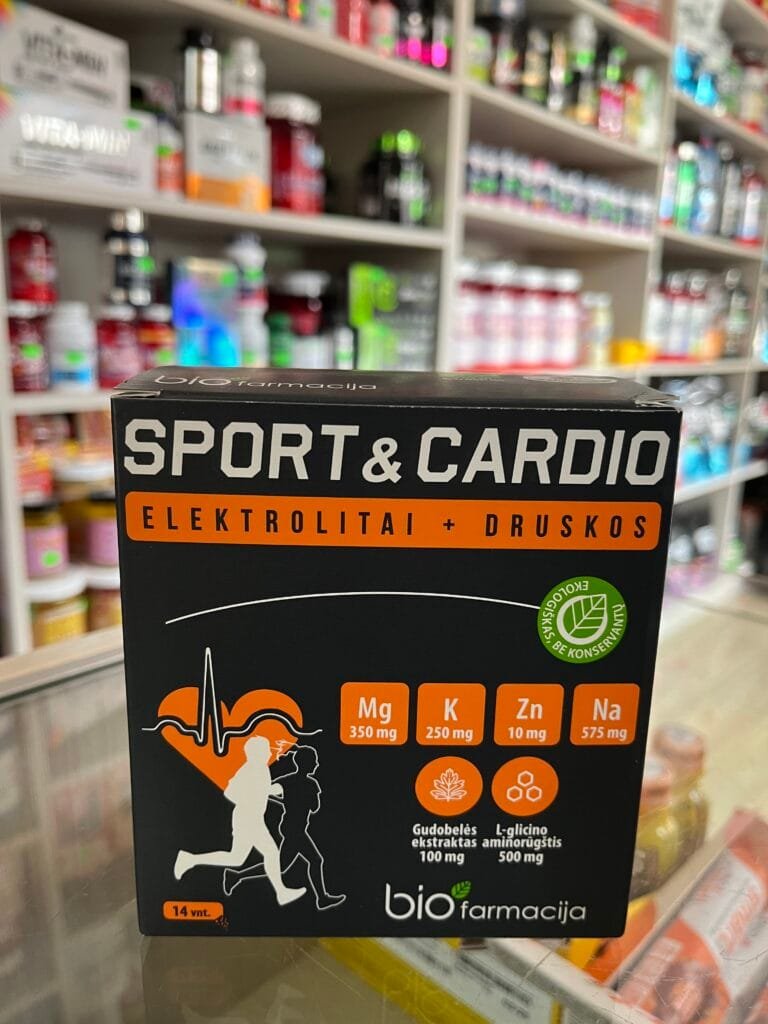 bio farmacija
SPORT & CARDIO
ELEKTROLITAI + DRUSKOS
EKOLOGIŠKAS, BE KONSERVANTŲ
Mg
350 mg
K
250 mg
Zn
10 mg
Na
575 mg
Gudobelės
ekstraktas
100 mg
L-glicino
aminorūgštis
500 mg
14 vnt.
bio farmacija